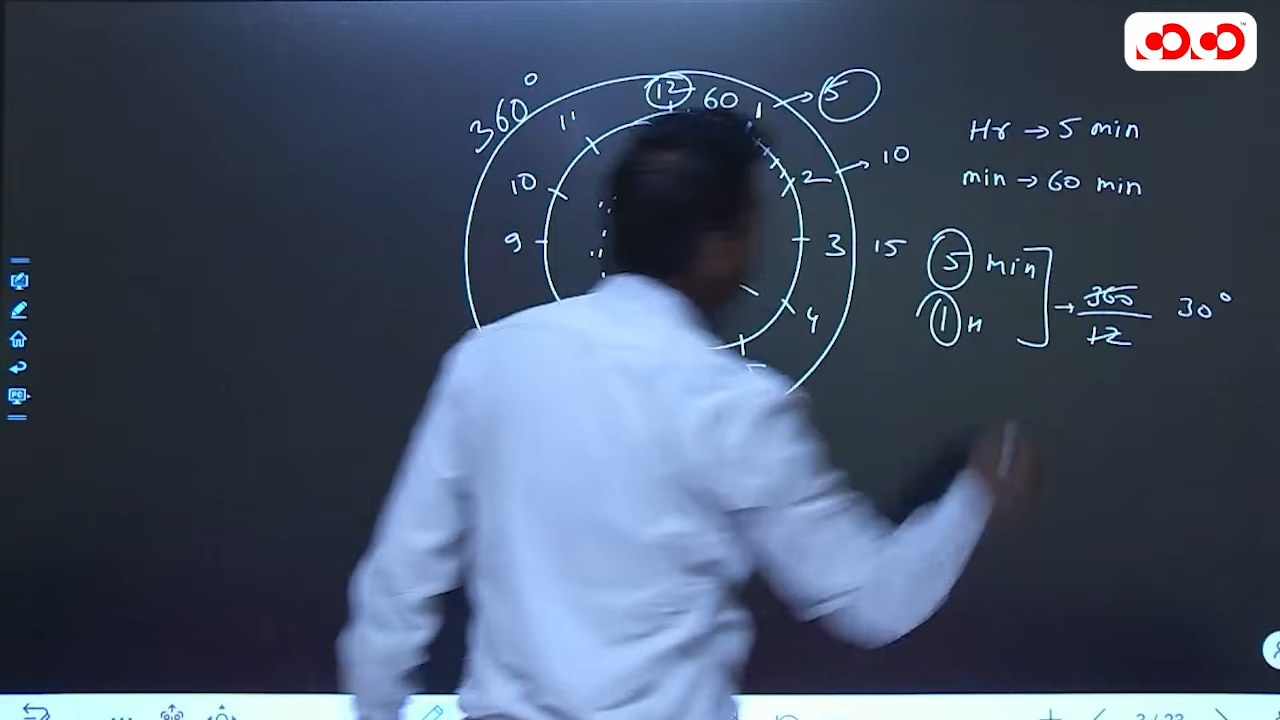 360°
12
60
1 → 5
11
2 → 10
10
9
3 15
4
Hr → 5 min
min → 60 min
5 min
1 H
→ 360/12 30°